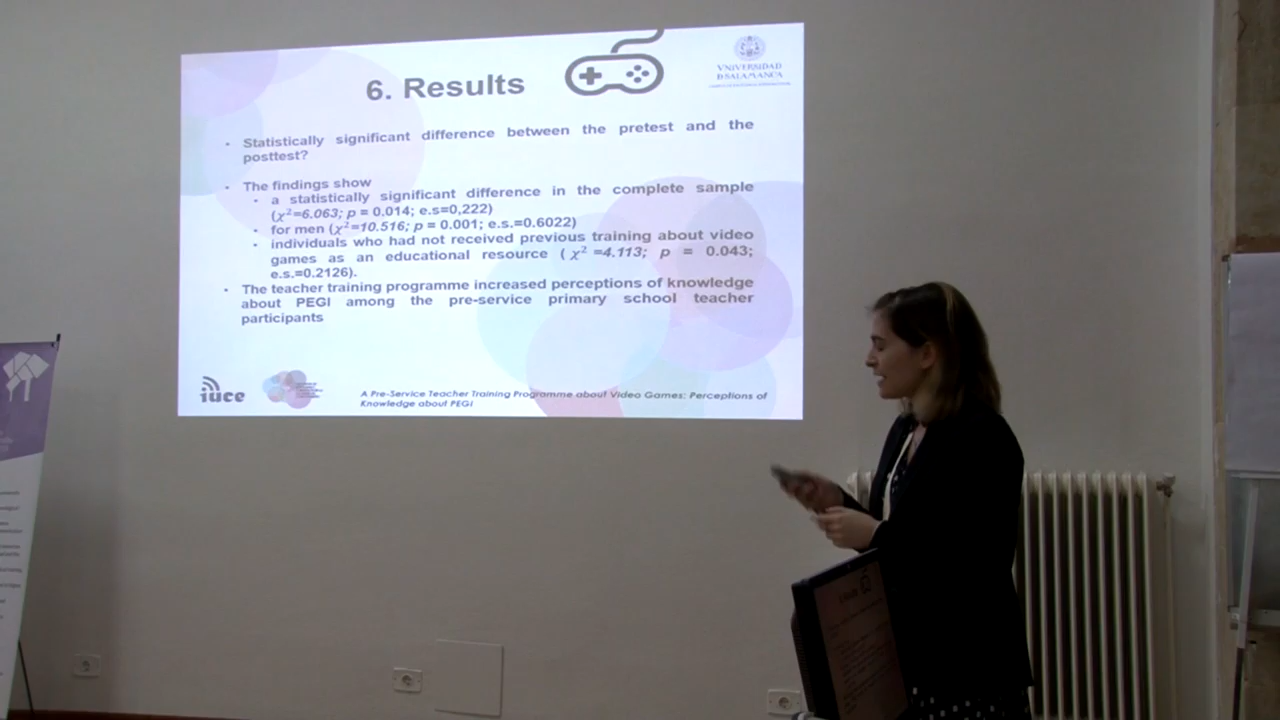 6. Results
VNiVERSiDAD
D SALAMANCA
• Statistically significant difference between the pretest and the
posttest?
• The findings show
• a statistically significant difference in the complete sample
(χ²=6.063; p = 0.014; e.s=0,222)
• for men (χ²=10.516; p = 0.001; e.s.=0.6022)
• individuals who had not received previous training about video
games as an educational resource ( χ² =4.113; p = 0.043;
e.s.=0.2126).
• The teacher training programme increased perceptions of knowledge
about PEGI among the pre-service primary school teacher
participants
iuce
A Pre-Service Teacher Training Programme about Video Games: Perceptions of
Knowledge about PEGI